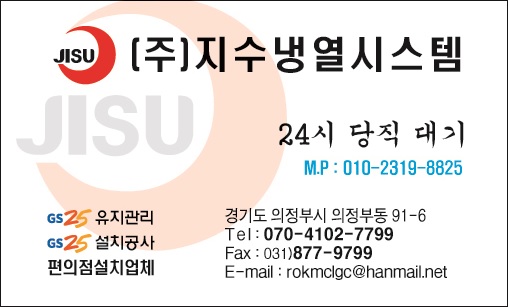 JISU (주)지수냉열시스템
JISU
24시 당직 대기
M.P : 010-2319-8825
GS25 유지관리
GS25 설치공사
편의점설치업체
경기도 의정부시 의정부동 91-6
Tel : 070-4102-7799
Fax : 031)877-9799
E-mail : rokmclgc@hanmail.net